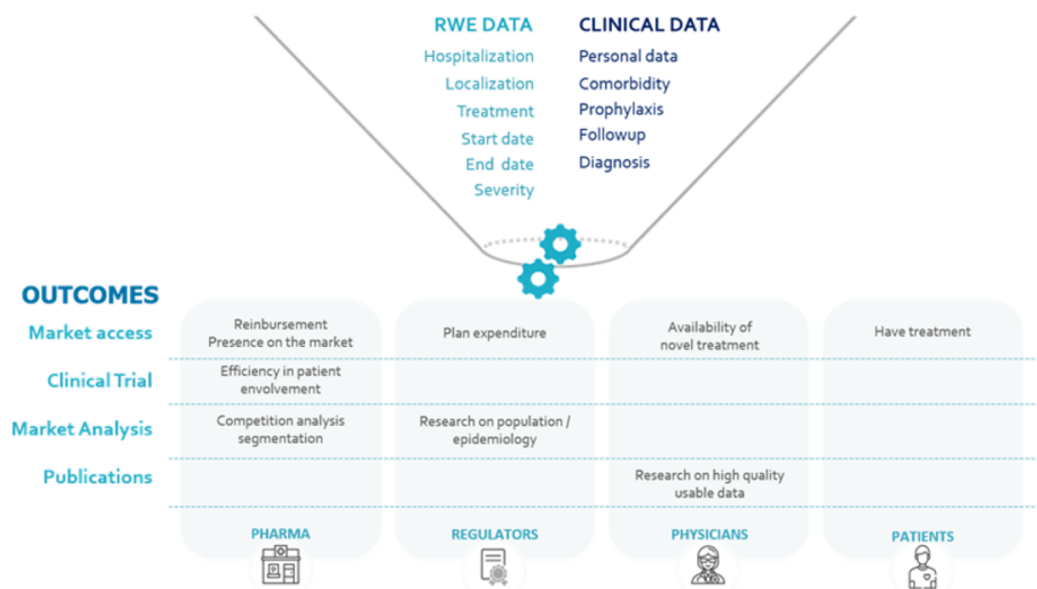 RWE DATA
Hospitalization
Localization
Treatment
Start date
End date
Severity
CLINICAL DATA
Personal data
Comorbidity
Prophylaxis
Followup
Diagnosis
OUTCOMES
Market access
Reinbursement
Presence on the market
Plan expenditure
Availability of
novel treatment
Have treatment
Clinical Trial
Efficiency in patient
envolvement
Market Analysis
Competition analysis
segmentation
Research on population /
epidemiology
Publications
Research on high quality
usable data
PHARMA
REGULATORS
PHYSICIANS
PATIENTS